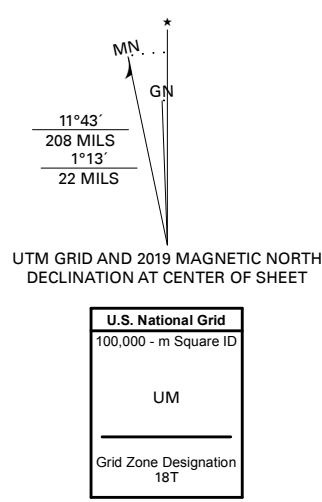 ★
MN
GN
11°43´
208 MILS
1°13´
22 MILS
UTM GRID AND 2019 MAGNETIC NORTH
DECLINATION AT CENTER OF SHEET
U.S. National Grid
100,000 - m Square ID
UM
Grid Zone Designation
18T